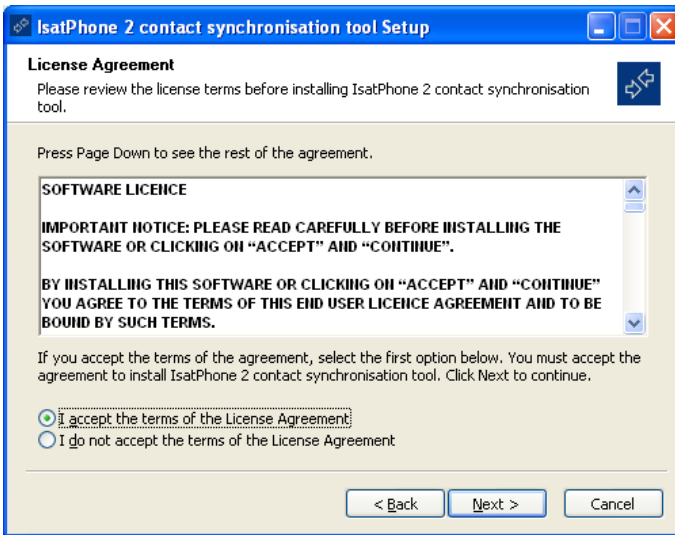 IsatPhone 2 contact synchronisation tool Setup
License Agreement
Please review the license terms before installing IsatPhone 2 contact synchronisation
tool.
Press Page Down to see the rest of the agreement.
SOFTWARE LICENCE
IMPORTANT NOTICE: PLEASE READ CAREFULLY BEFORE INSTALLING THE
SOFTWARE OR CLICKING ON “ACCEPT” AND “CONTINUE”.
BY INSTALLING THIS SOFTWARE OR CLICKING ON “ACCEPT” AND “CONTINUE”
YOU AGREE TO THE TERMS OF THIS END USER LICENCE AGREEMENT AND TO BE
BOUND BY SUCH TERMS.
If you accept the terms of the agreement, select the first option below. You must accept the
agreement to install IsatPhone 2 contact synchronisation tool. Click Next to continue.
I accept the terms of the License Agreement
I do not accept the terms of the License Agreement
< Back Next > Cancel